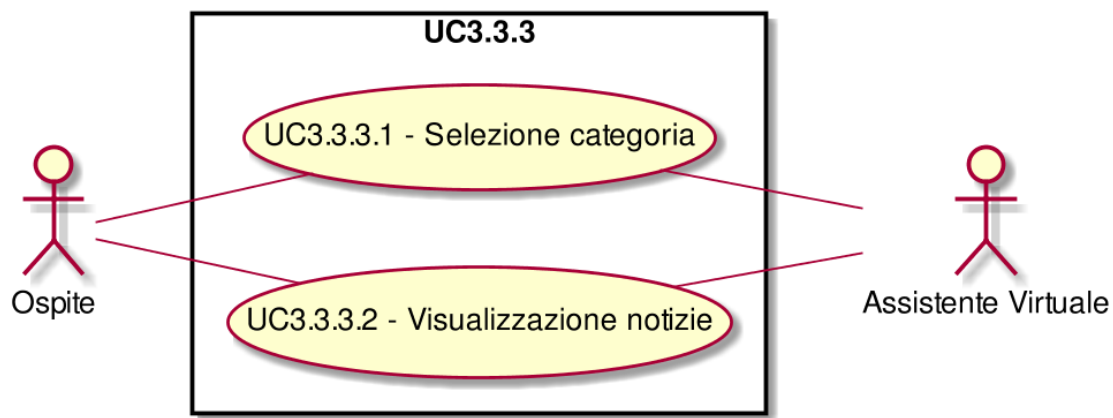 UC3.3.3
UC3.3.3.1 - Selezione categoria
UC3.3.3.2 - Visualizzazione notizie
Ospite
Assistente Virtuale